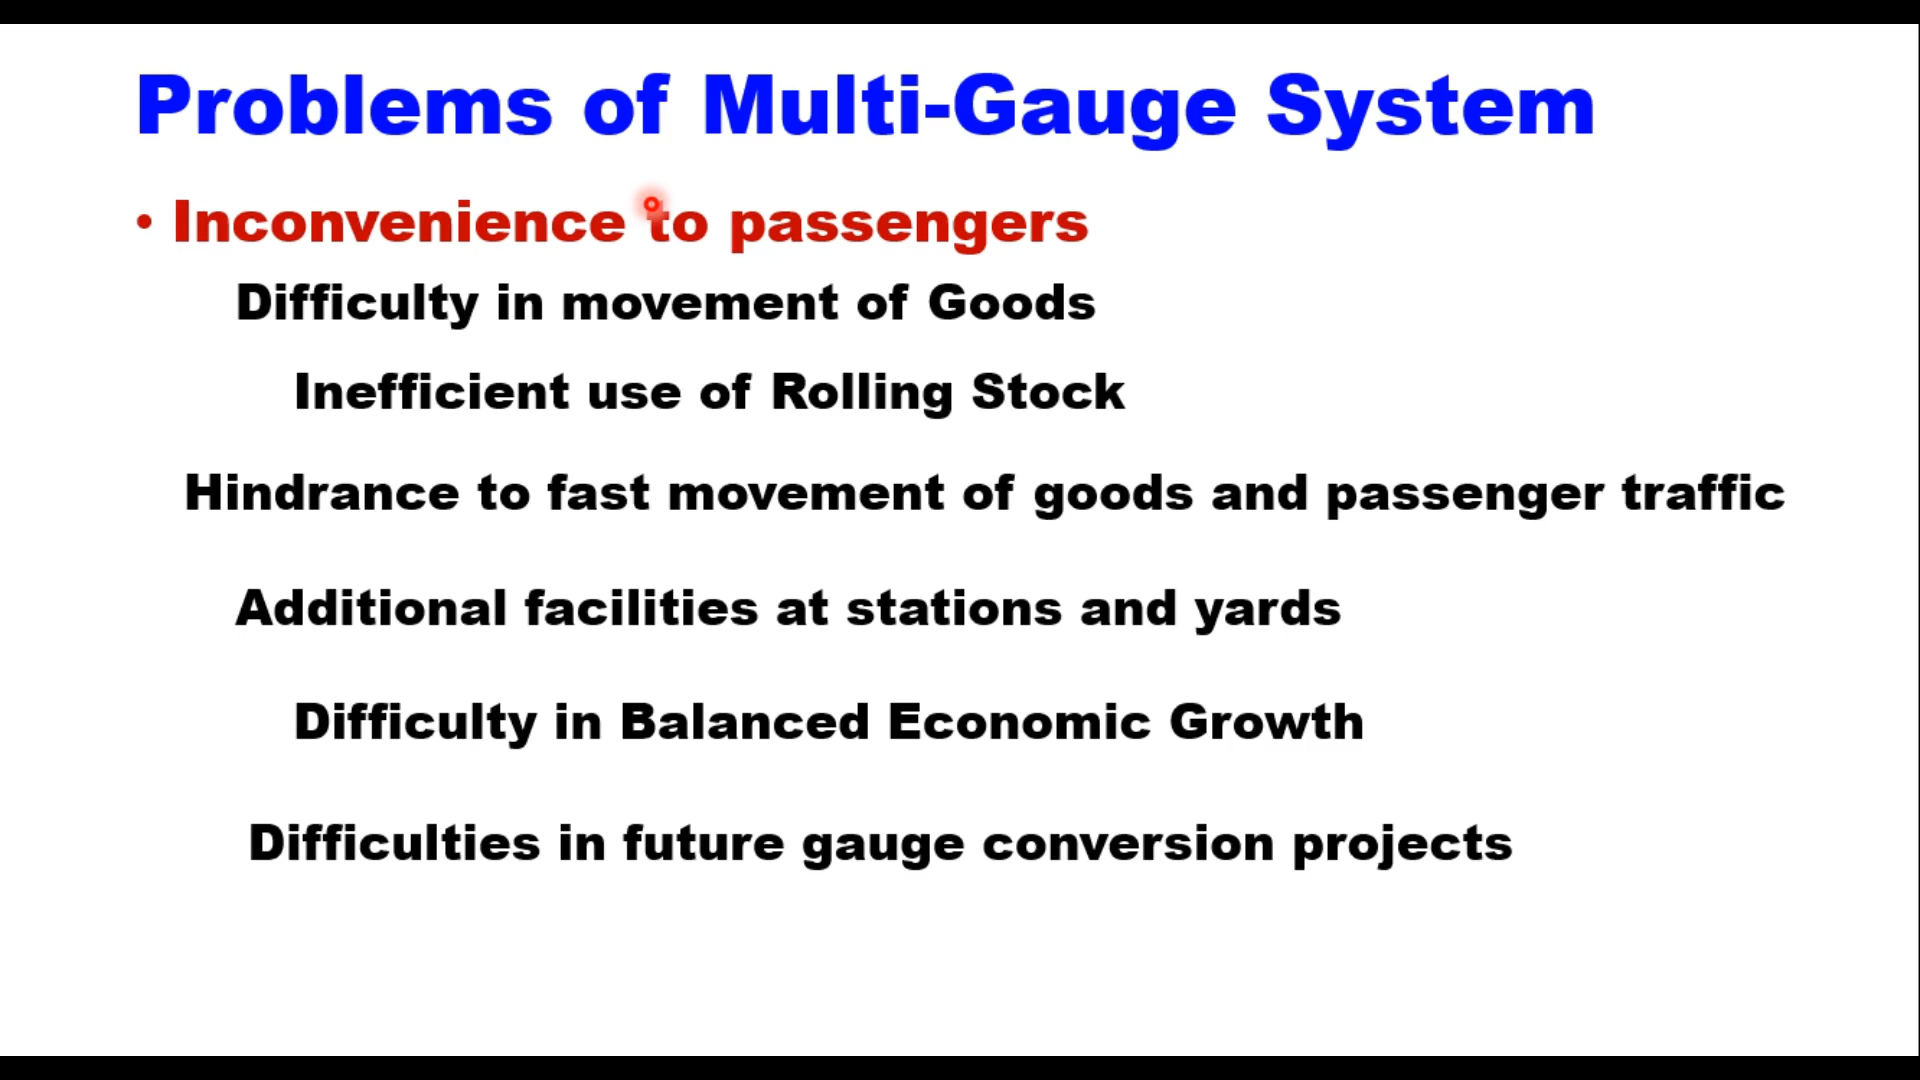 Problems of Multi-Gauge System
• Inconvenience to passengers
Difficulty in movement of Goods
Inefficient use of Rolling Stock
Hindrance to fast movement of goods and passenger traffic
Additional facilities at stations and yards
Difficulty in Balanced Economic Growth
Difficulties in future gauge conversion projects